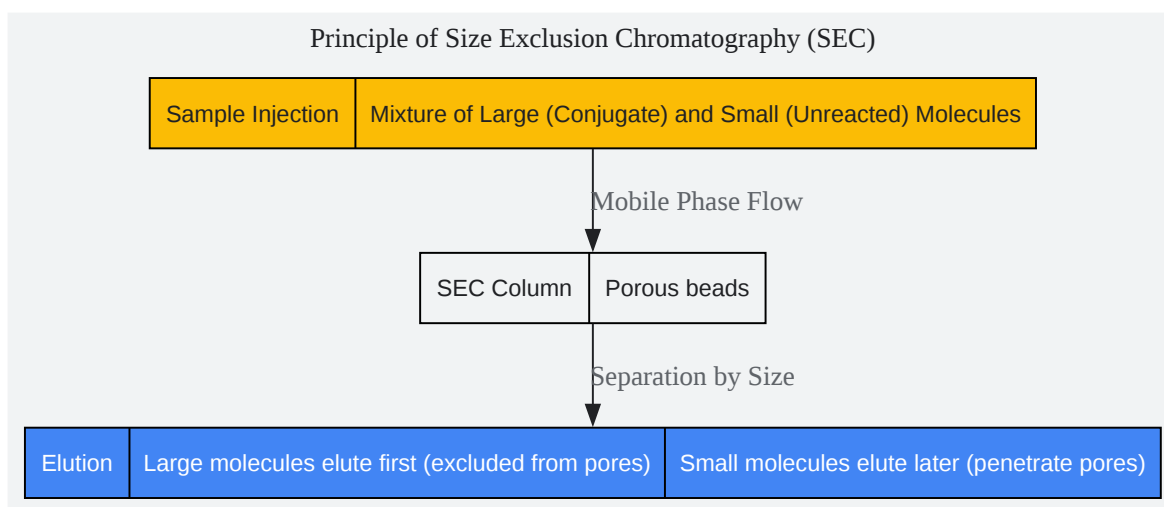 Principle of Size Exclusion Chromatography (SEC)
Sample Injection
Mixture of Large (Conjugate) and Small (Unreacted) Molecules
Mobile Phase Flow
SEC Column
Porous beads
Separation by Size
Elution
Large molecules elute first (excluded from pores)
Small molecules elute later (penetrate pores)